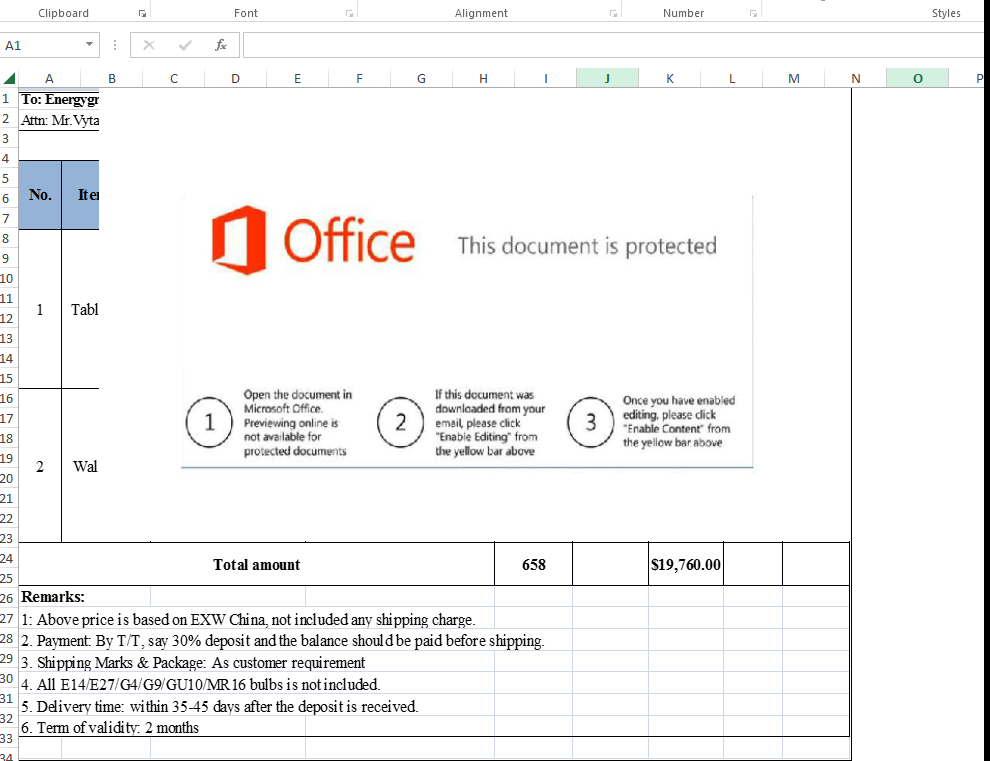 Clipboard Font Alignment Number Styles
A1 fx
A B C D E F G H I J K L M N O P
1 To: Energygr
2 Attn: Mr.Vyta
3
4
5
6 No. Iter
7
8 Office This document is protected
9
10
11 1 Tabl
12
13
14
15
16 1 Open the document in Microsoft Office. Previewing online is not available for protected documents
17 2 If this document was downloaded from your email, please click "Enable Editing" from the yellow bar above
18 3 Once you have enabled editing, please click "Enable Content" from the yellow bar above
19 2 Wal
20
21
22
23
24 Total amount 658 $19,760.00
25
26 Remarks:
27 1: Above price is based on EXW China, not included any shipping charge.
28 2. Payment: By T/T, say 30% deposit and the balance should be paid before shipping.
29 3. Shipping Marks & Package: As customer requirement
30 4. All E14/E27/G4/G9/GU10/MR16 bulbs is not included.
31 5. Delivery time: within 35-45 days after the deposit is received.
32 6. Term of validity: 2 months
33
34